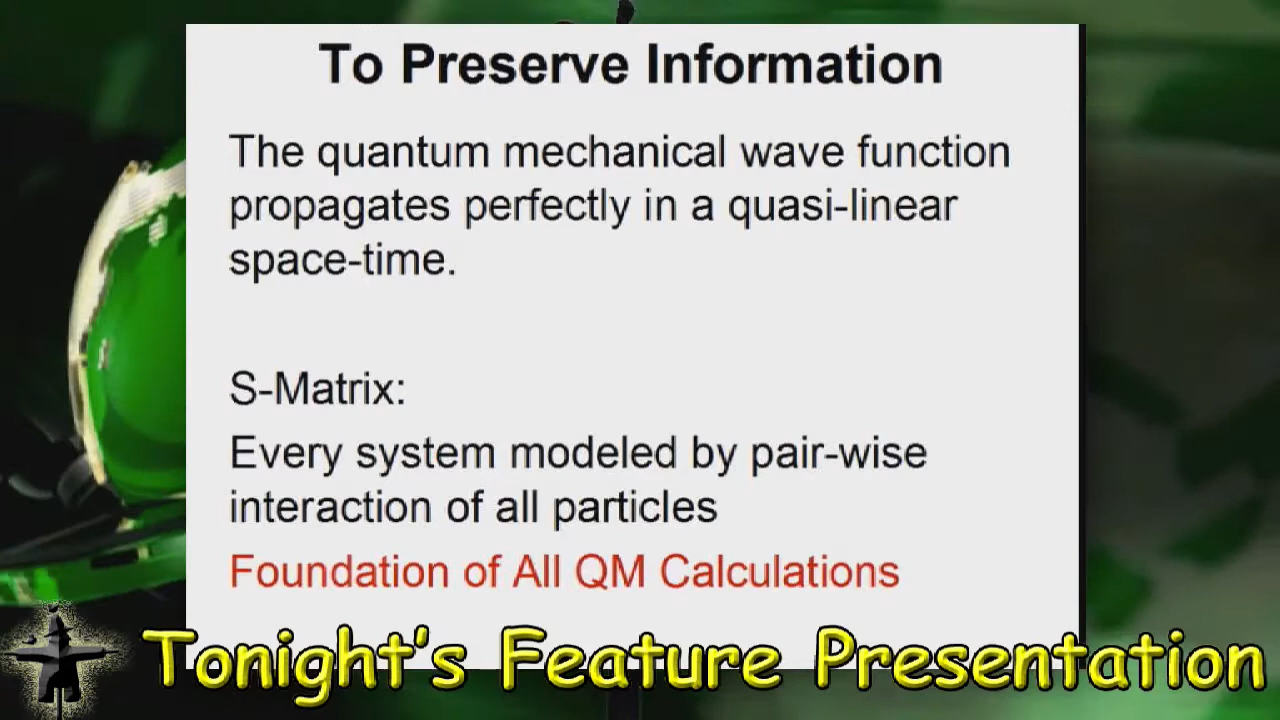 To Preserve Information
The quantum mechanical wave function
propagates perfectly in a quasi-linear
space-time.
S-Matrix:
Every system modeled by pair-wise
interaction of all particles
Foundation of All QM Calculations
Tonight's Feature Presentation